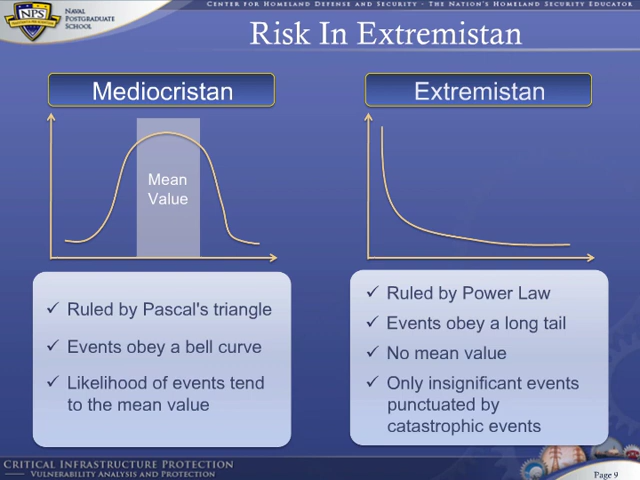 CENTER FOR HOMELAND DEFENSE AND SECURITY · THE NATION'S HOMELAND SECURITY EDUCATOR
NPS
NAVAL
POSTGRADUATE
SCHOOL
Risk In Extremistan
Mediocristan
Extremistan
Mean
Value
✓ Ruled by Pascal's triangle
✓ Events obey a bell curve
✓ Likelihood of events tend
to the mean value
✓ Ruled by Power Law
✓ Events obey a long tail
✓ No mean value
✓ Only insignificant events
punctuated by
catastrophic events
CRITICAL INFRASTRUCTURE PROTECTION
VULNERABILITY ANALYSIS AND PROTECTION
Page 9